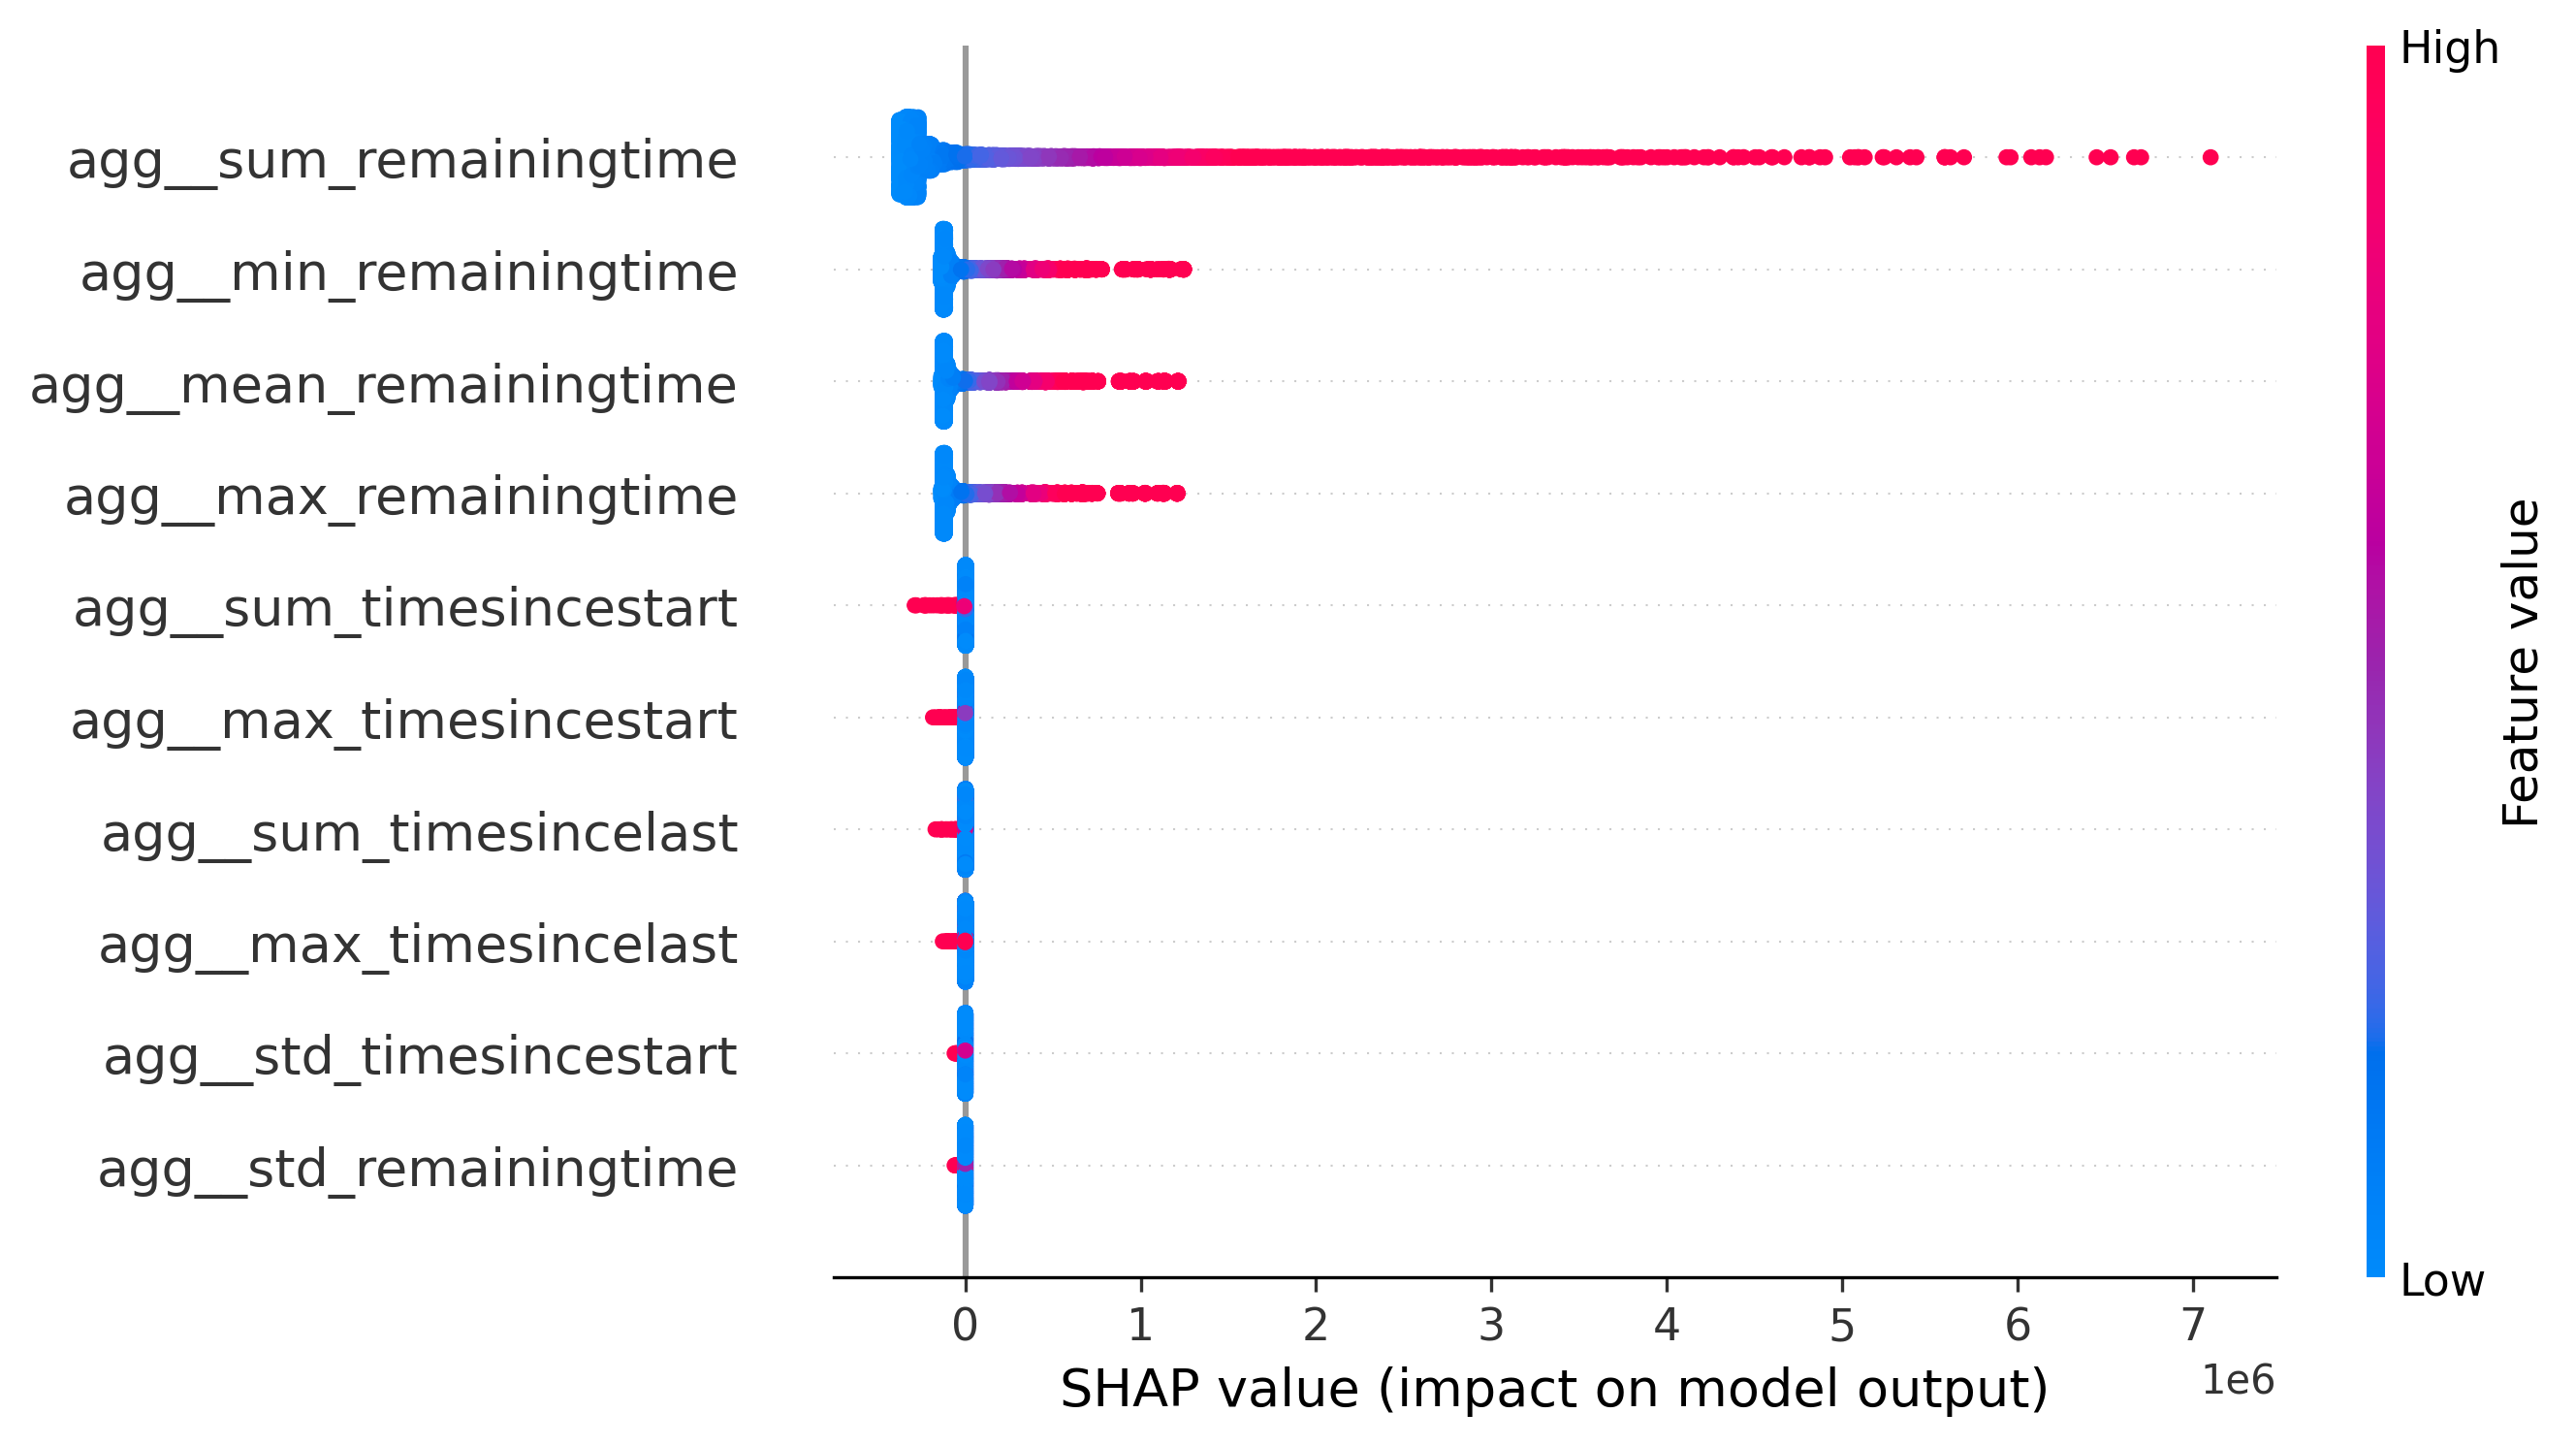 High
agg__sum_remainingtime
agg__min_remainingtime
agg__mean_remainingtime
agg__max_remainingtime
agg__sum_timesincestart
agg__max_timesincestart
agg__sum_timesincelast
agg__max_timesincelast
agg__std_timesincestart
agg__std_remainingtime
Feature value
Low
0 1 2 3 4 5 6 7
1e6
SHAP value (impact on model output)